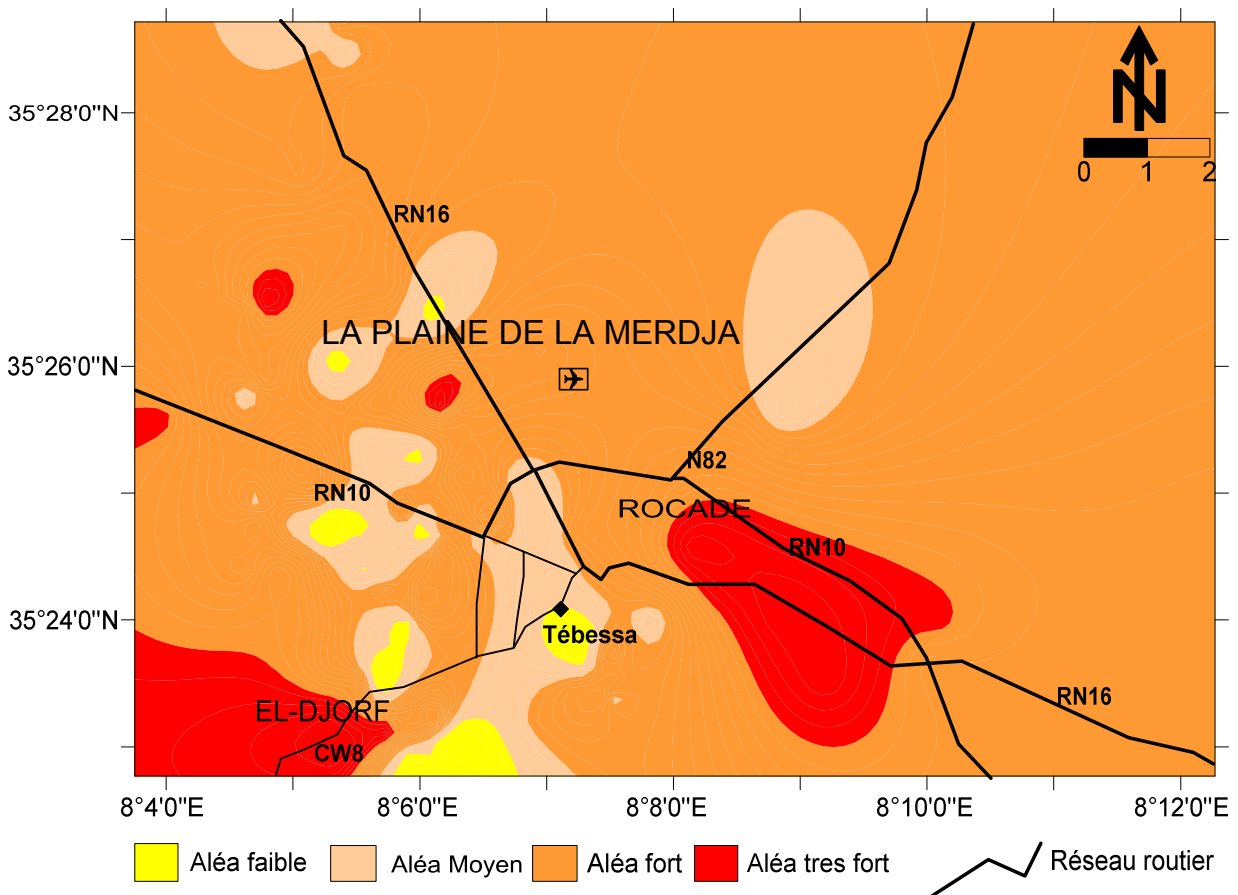 N
35°28'0"N
0 1 2
RN16
LA PLAINE DE LA MERDJA
35°26'0"N
N82
RN10
ROCADE
RN10
35°24'0"N
Tébessa
EL-DJORF
RN16
CW8
8°4'0"E 8°6'0"E 8°8'0"E 8°10'0"E 8°12'0"E
Aléa faible Aléa Moyen Aléa fort Aléa tres fort Réseau routier